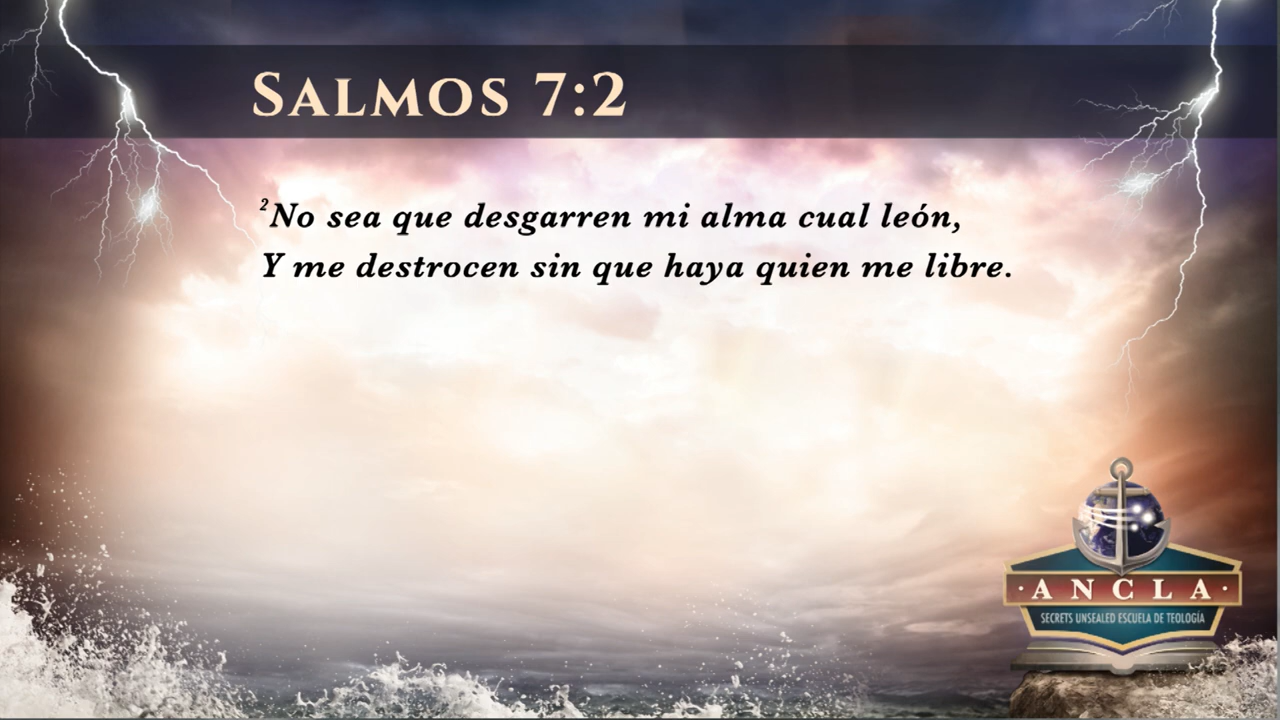 Salmos 7:2
²No sea que desgarren mi alma cual león,
Y me destrocen sin que haya quien me libre.
· A N C L A ·
SECRETS UNSEALED ESCUELA DE TEOLOGÍA